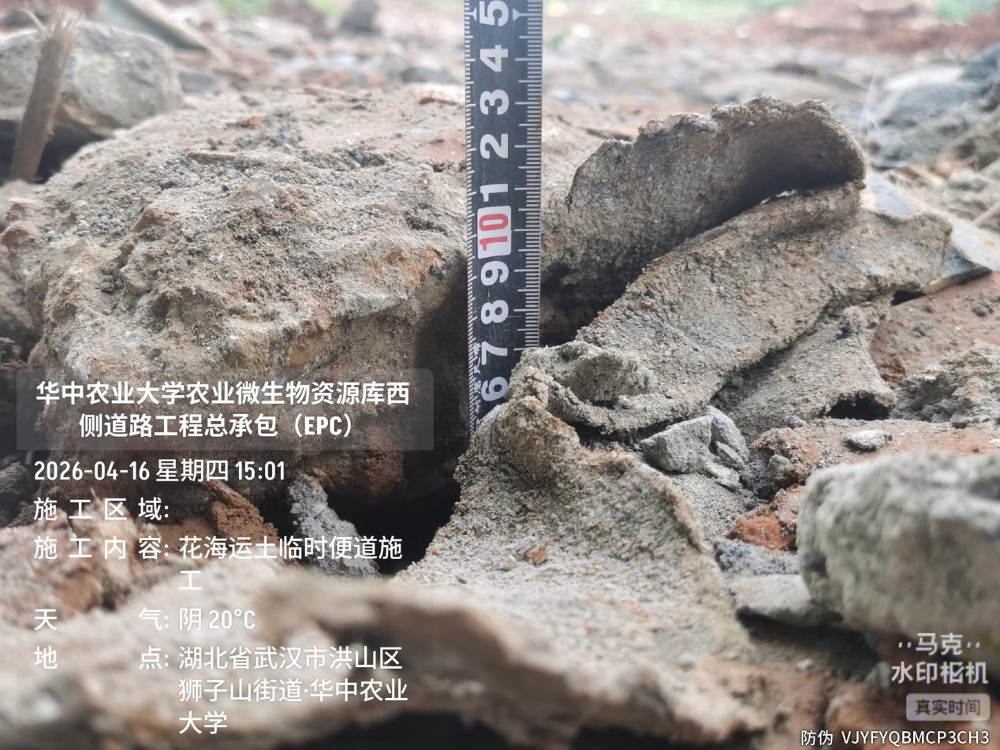 5
4
3
2
1
10
9
8
7
6
华中农业大学农业微生物资源库西
侧道路工程总承包（EPC）
2026-04-16 星期四 15:01
施工区域:
施工内容: 花海运土临时便道施
工
天气: 阴 20°C
地点: 湖北省武汉市洪山区
狮子山街道·华中农业
大学
马克
水印相机
真实时间
防伪 VJYFYQBMCP3CH3